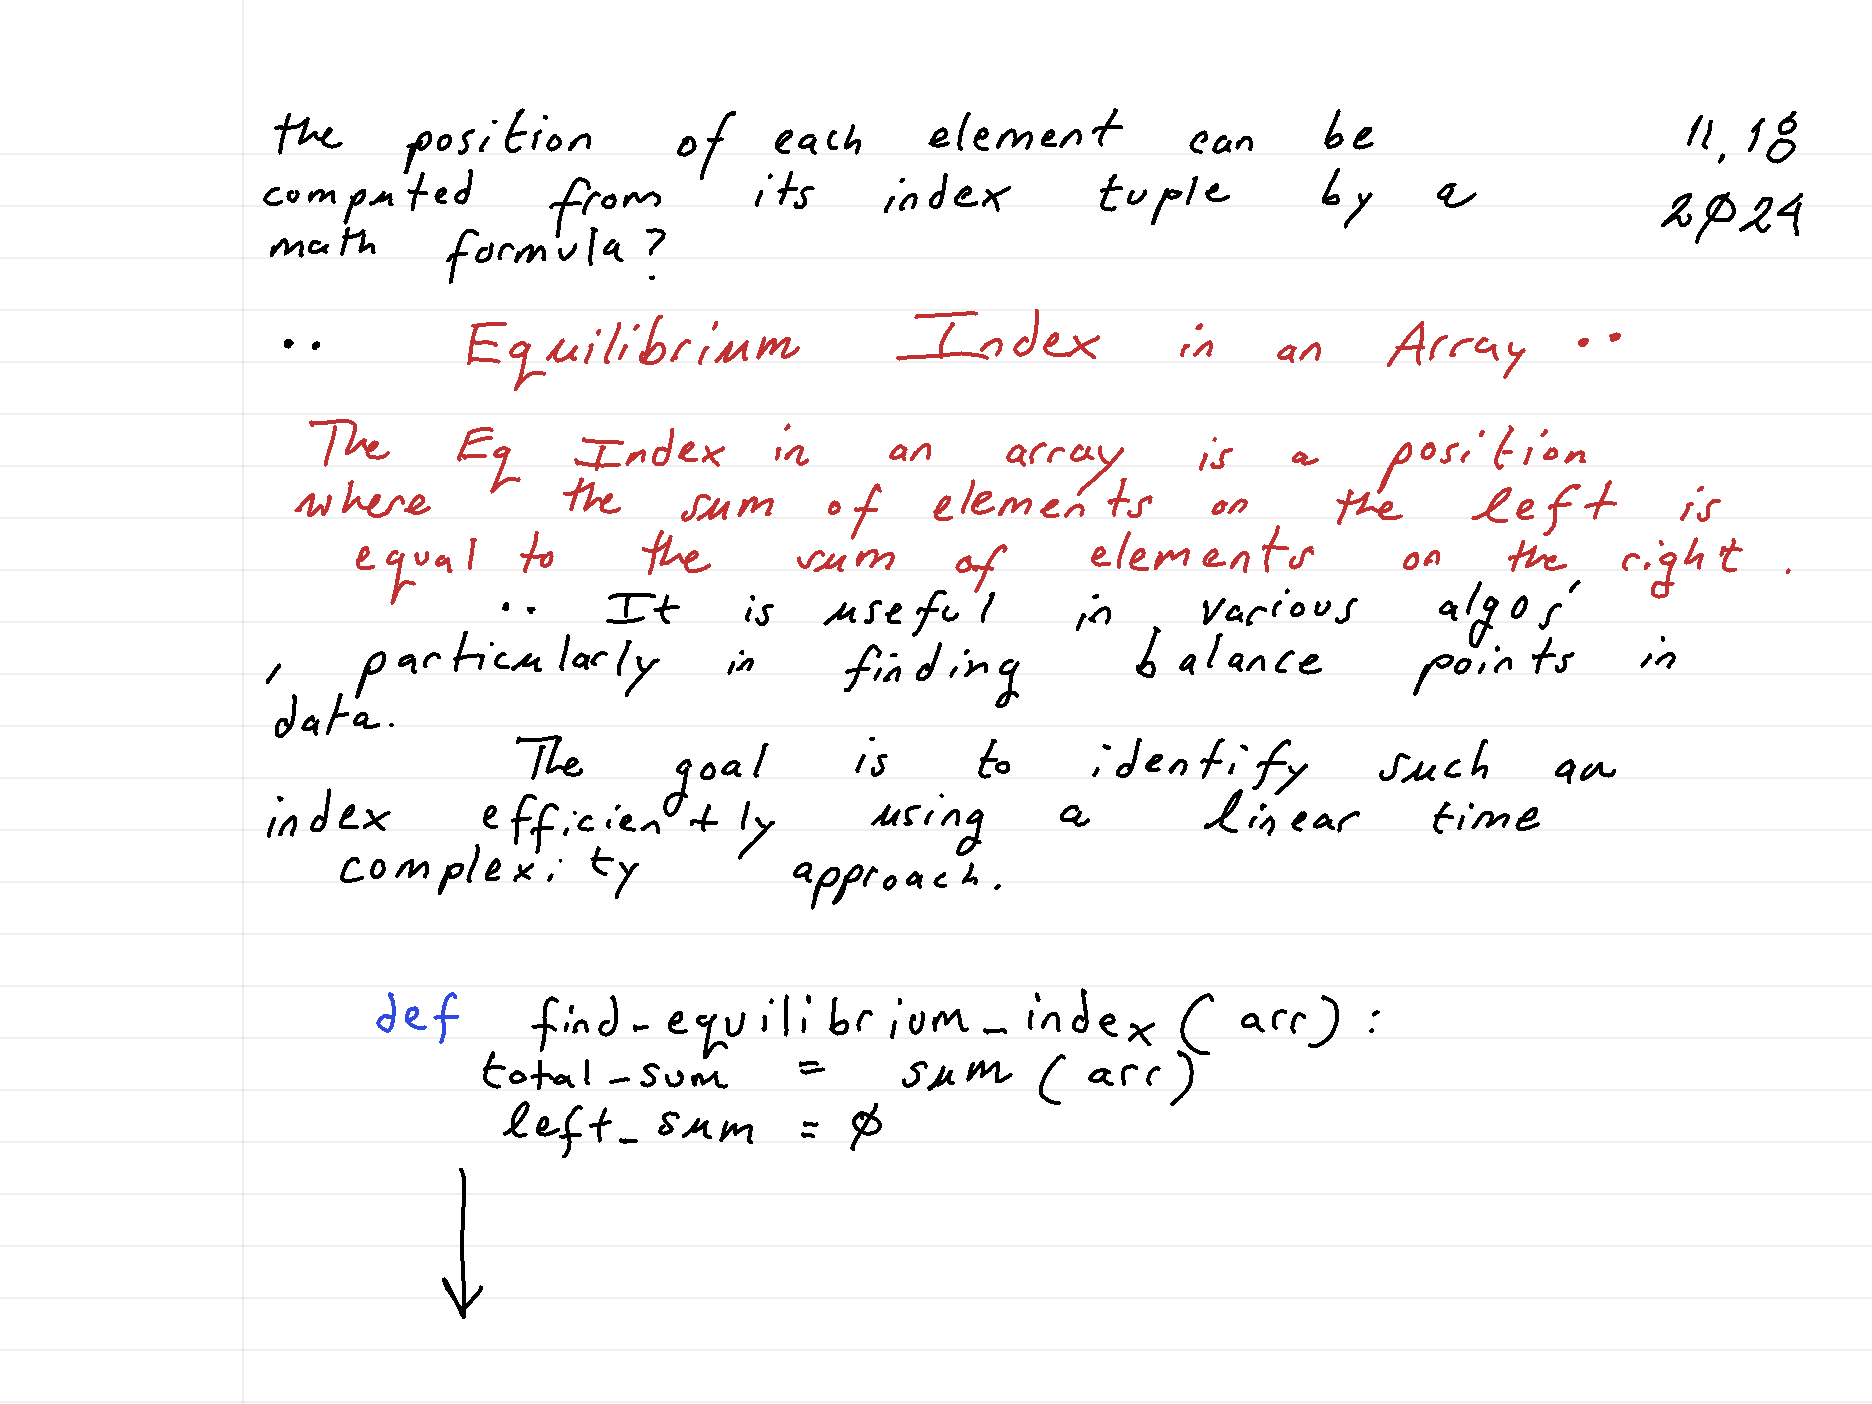 the position of each element can be 11,18
computed from its index tuple by a 2024
math formula?
.. Equilibrium Index in an Array ..
The Eq Index in an array is a position
where the sum of elements on the left is
equal to the sum of elements on the right.
.. It is useful in various algos'
, particularly in finding balance points in
data.
The goal is to identify such an
index efficiently using a linear time
complexity approach.
def find_equilibrium_index(arr):
total_sum = sum(arr)
left_sum = 0